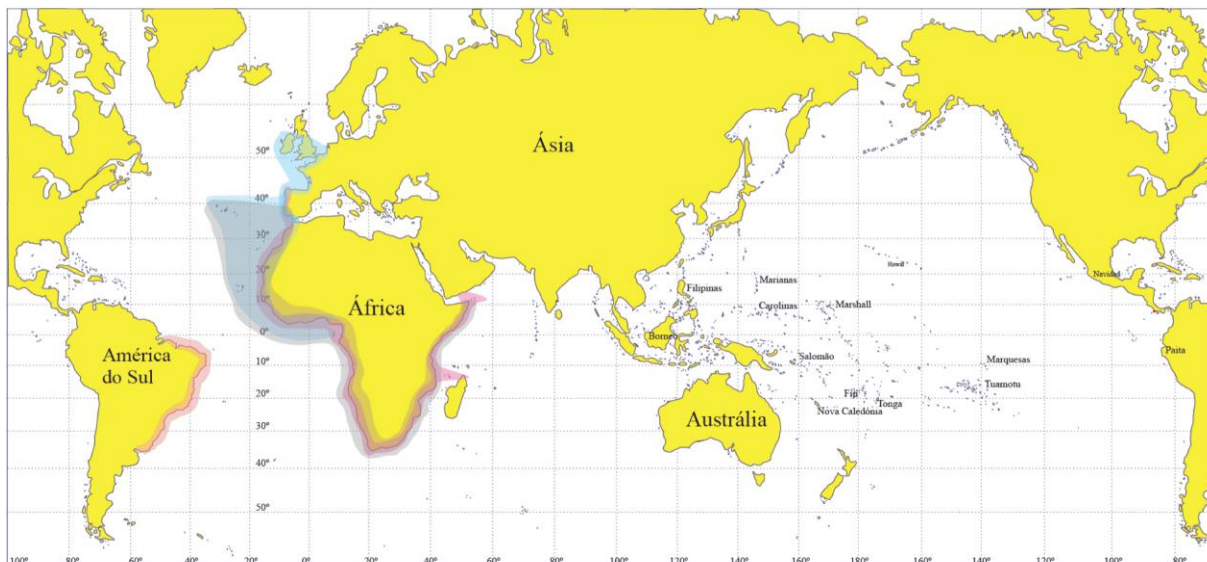 50º
Ásia
40º
30º
20º
Navidad
Marianas
Filipinas
10º
África
Carolinas
Marshall
0º
Borneo
América
do Sul
Paita
Salomão
Marquesas
10º
Tuamotu
20º
Fiji
Tonga
Nova Caledónia
Austrália
30º
40º
50º
100º 80º 60º 40º 20º 0º 20º 40º 60º 80º 100º 120º 140º 160º 180º 160º 140º 120º 100º 80º